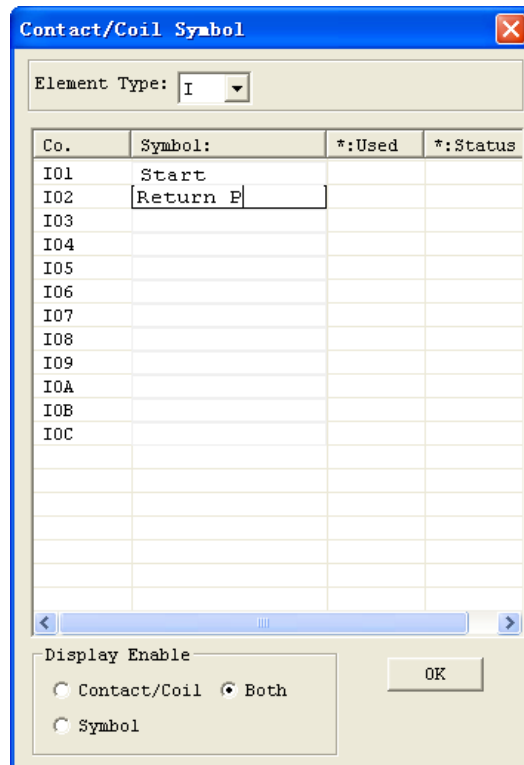 Contact/Coil Symbol
Element Type: I
Co. Symbol: *:Used *:Status
I01 Start
I02 Return P
I03
I04
I05
I06
I07
I08
I09
I0A
I0B
I0C
Display Enable
Contact/Coil Both
Symbol
OK